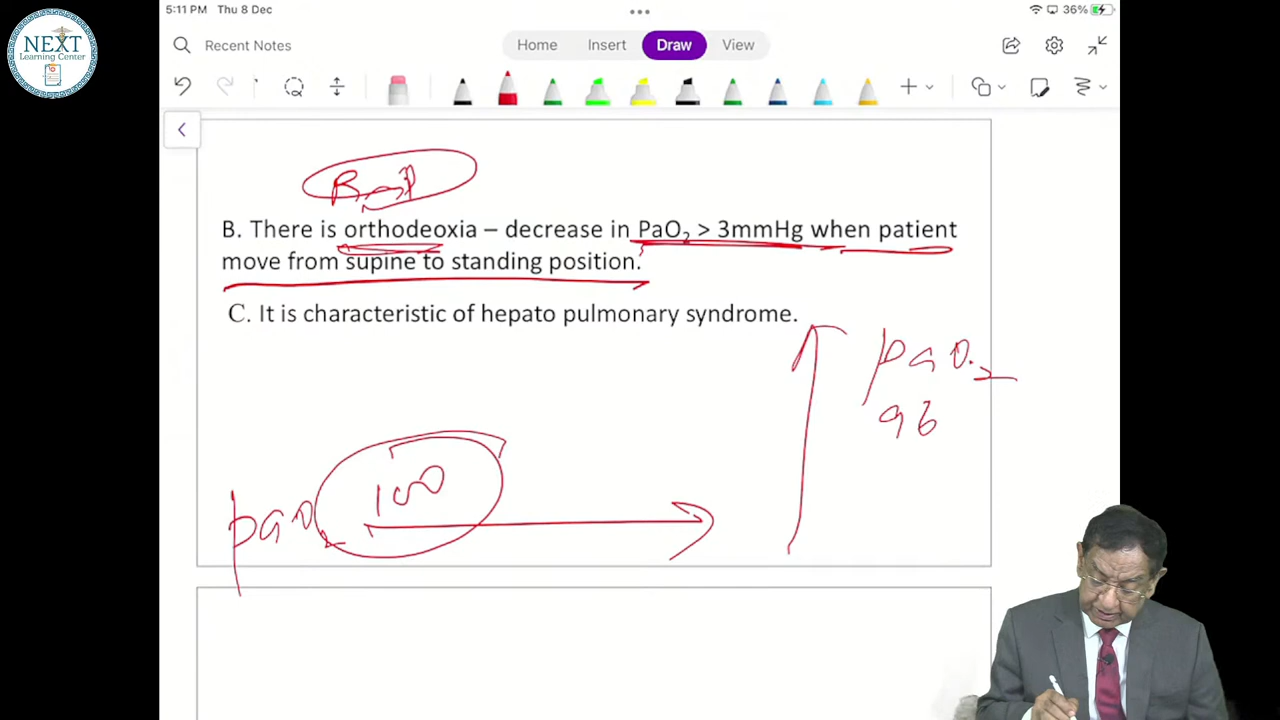 5:11 PM Thu 8 Dec
36%
NEXT
Learning Center
Recent Notes
Home Insert Draw View
B. There is orthodeoxia – decrease in PaO₂ > 3mmHg when patient
move from supine to standing position.
C. It is characteristic of hepato pulmonary syndrome.
paO₂
96
paO₂ 100